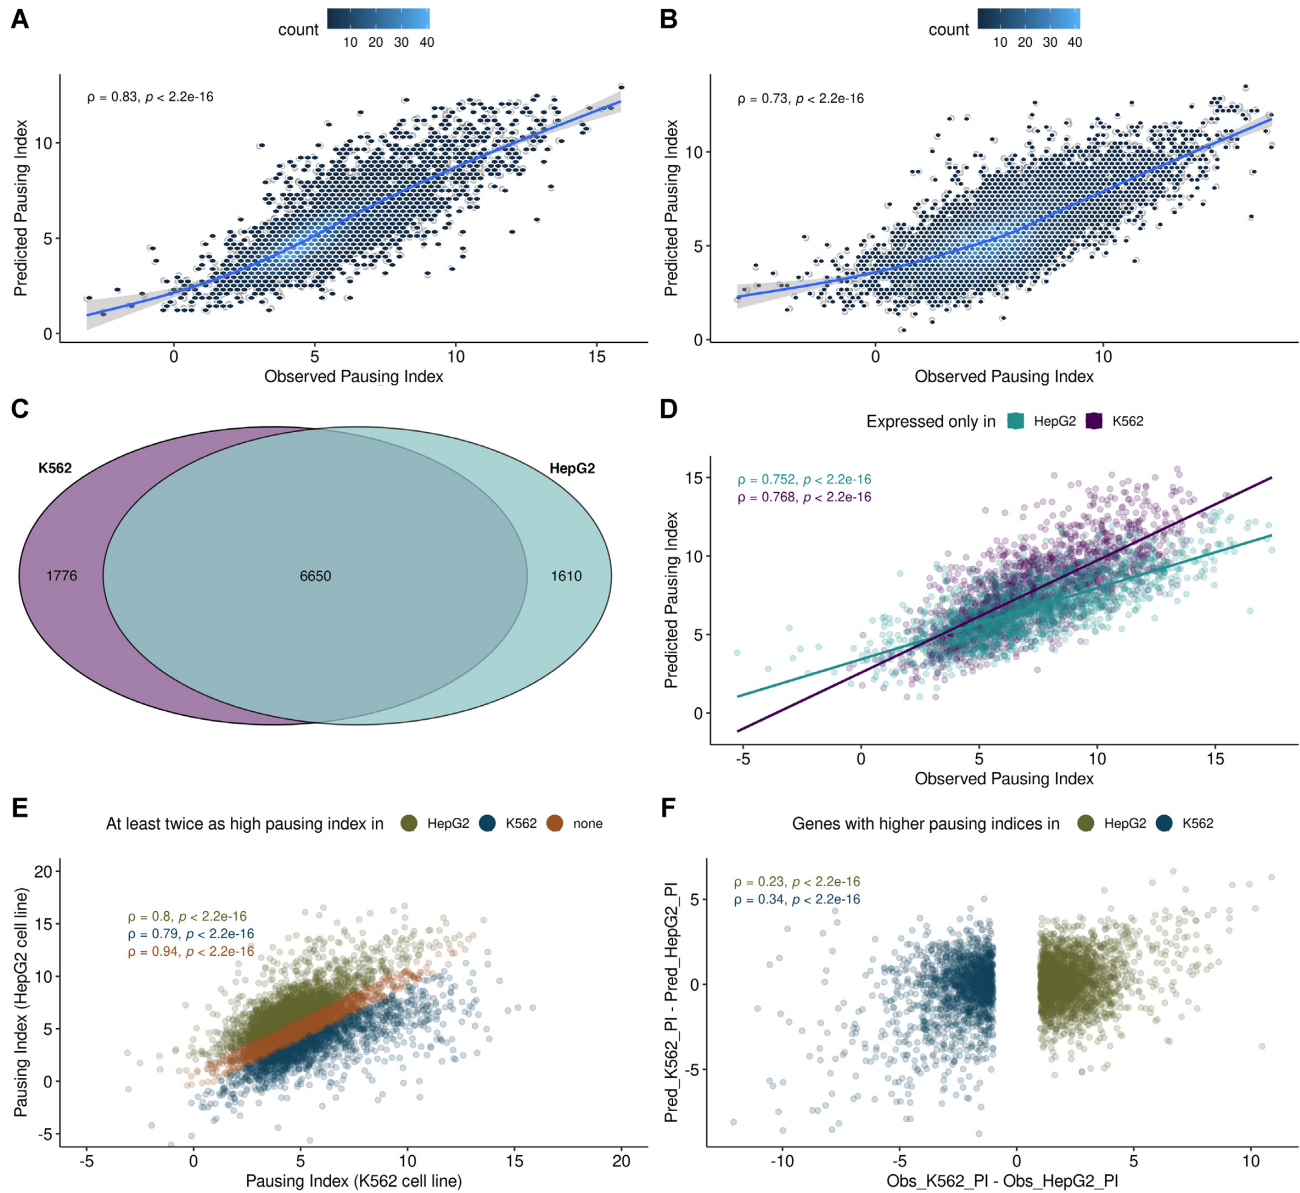 A
count
10 20 30 40
ρ = 0.83, p < 2.2e-16
Predicted Pausing Index
10
5
0
0 5 10 15
Observed Pausing Index
B
count
10 20 30 40
ρ = 0.73, p < 2.2e-16
Predicted Pausing Index
10
5
0
0 10
Observed Pausing Index
C
K562
HepG2
1776
6650
1610
D
Expressed only in HepG2 K562
ρ = 0.752, p < 2.2e-16
ρ = 0.768, p < 2.2e-16
Predicted Pausing Index
15
10
5
0
-5 0 5 10 15
Observed Pausing Index
E
At least twice as high pausing index in HepG2 K562 none
ρ = 0.8, p < 2.2e-16
ρ = 0.79, p < 2.2e-16
ρ = 0.94, p < 2.2e-16
Pausing Index (HepG2 cell line)
20
15
10
5
0
-5
-5 0 5 10 15 20
Pausing Index (K562 cell line)
F
Genes with higher pausing indices in HepG2 K562
ρ = 0.23, p < 2.2e-16
ρ = 0.34, p < 2.2e-16
Pred_K562_PI - Pred_HepG2_PI
5
0
-5
-10 -5 0 5 10
Obs_K562_PI - Obs_HepG2_PI